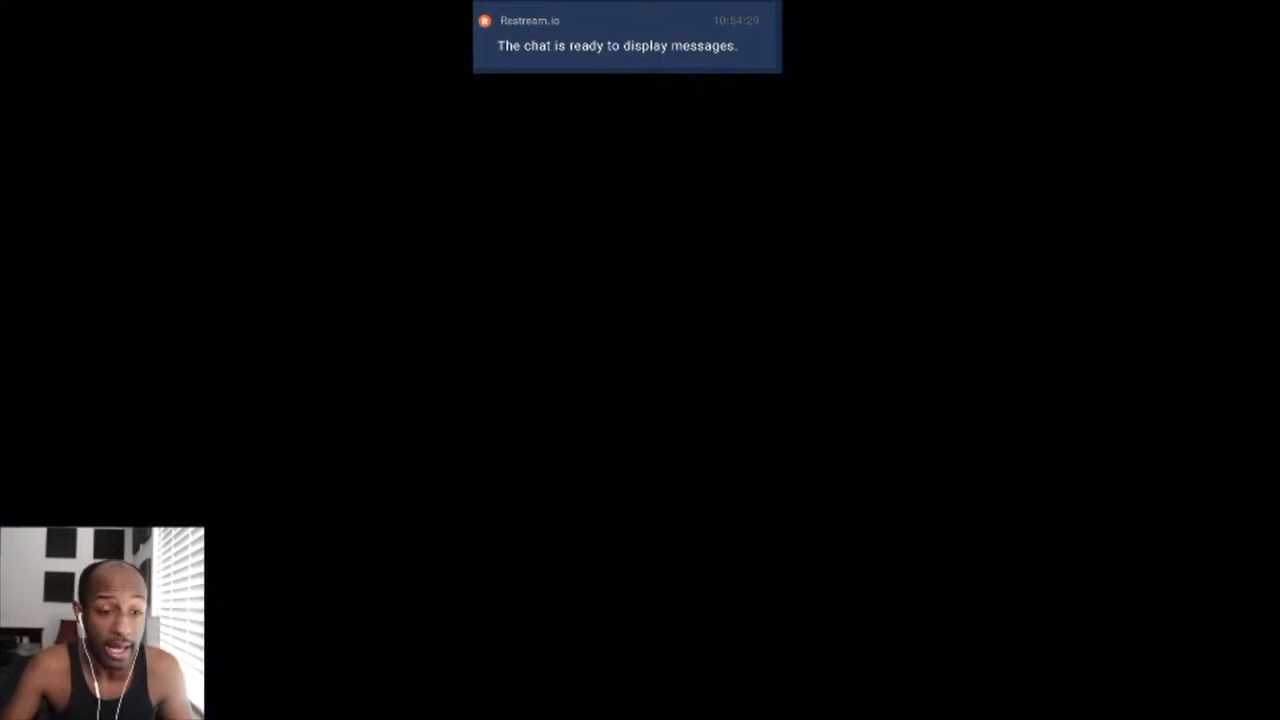 R Restream.io 10:54:29
The chat is ready to display messages.